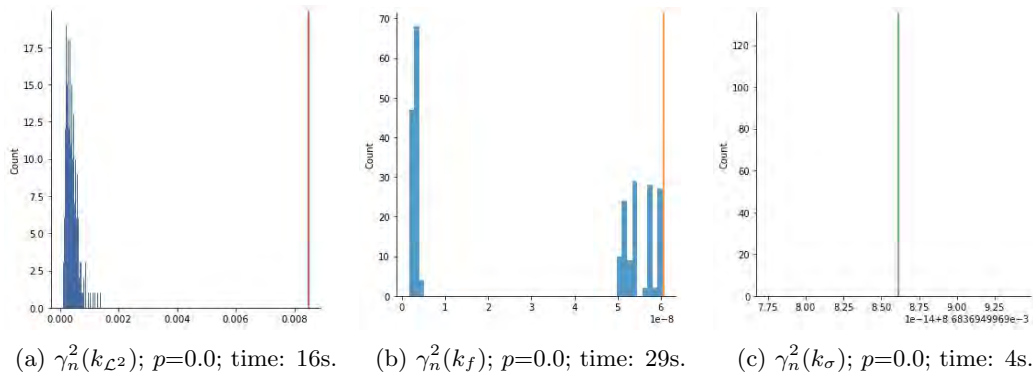 17.5
15.0
12.5
10.0
7.5
5.0
2.5
0.0
Count
0.000 0.002 0.004 0.006 0.008
70
60
50
40
30
20
10
0
Count
0 1 2 3 4 5 6
1e-8
120
100
80
60
40
20
0
Count
7.75 8.00 8.25 8.50 8.75 9.00 9.25
1e-14+8.6836949969e-3
(a) γ²ₙ(k_{𝓛²}); p=0.0; time: 16s.
(b) γ²ₙ(k_f); p=0.0; time: 29s.
(c) γ²ₙ(k_σ); p=0.0; time: 4s.